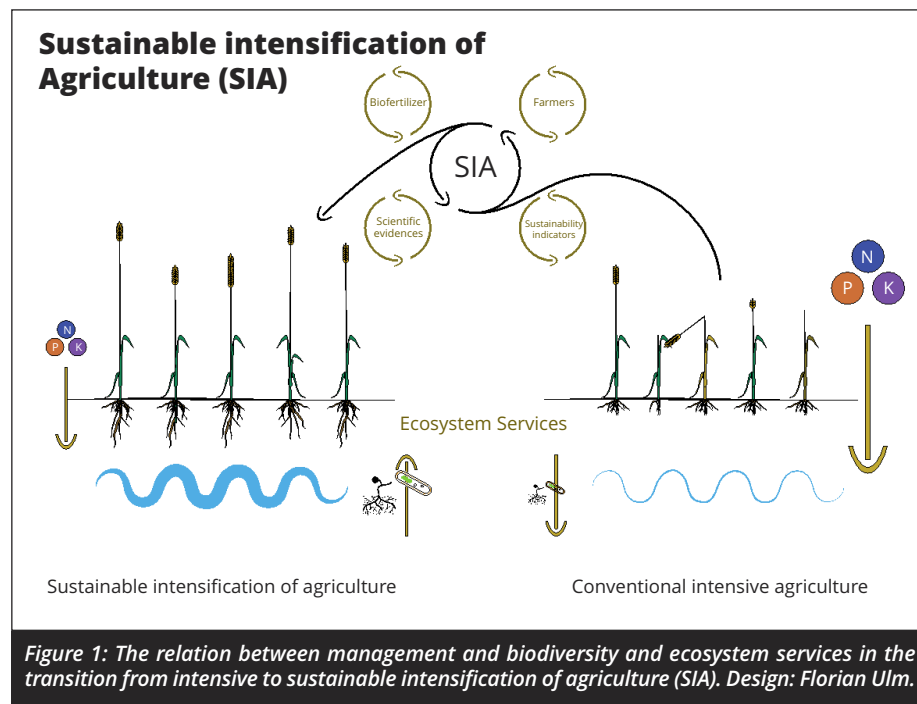 Sustainable intensification of
Agriculture (SIA)
Biofertilizer
Farmers
SIA
Scientific
evidences
Sustainability
indicators
N
P
K
N
P
K
Ecosystem Services
Sustainable intensification of agriculture
Conventional intensive agriculture
Figure 1: The relation between management and biodiversity and ecosystem services in the
transition from intensive to sustainable intensification of agriculture (SIA). Design: Florian Ulm.